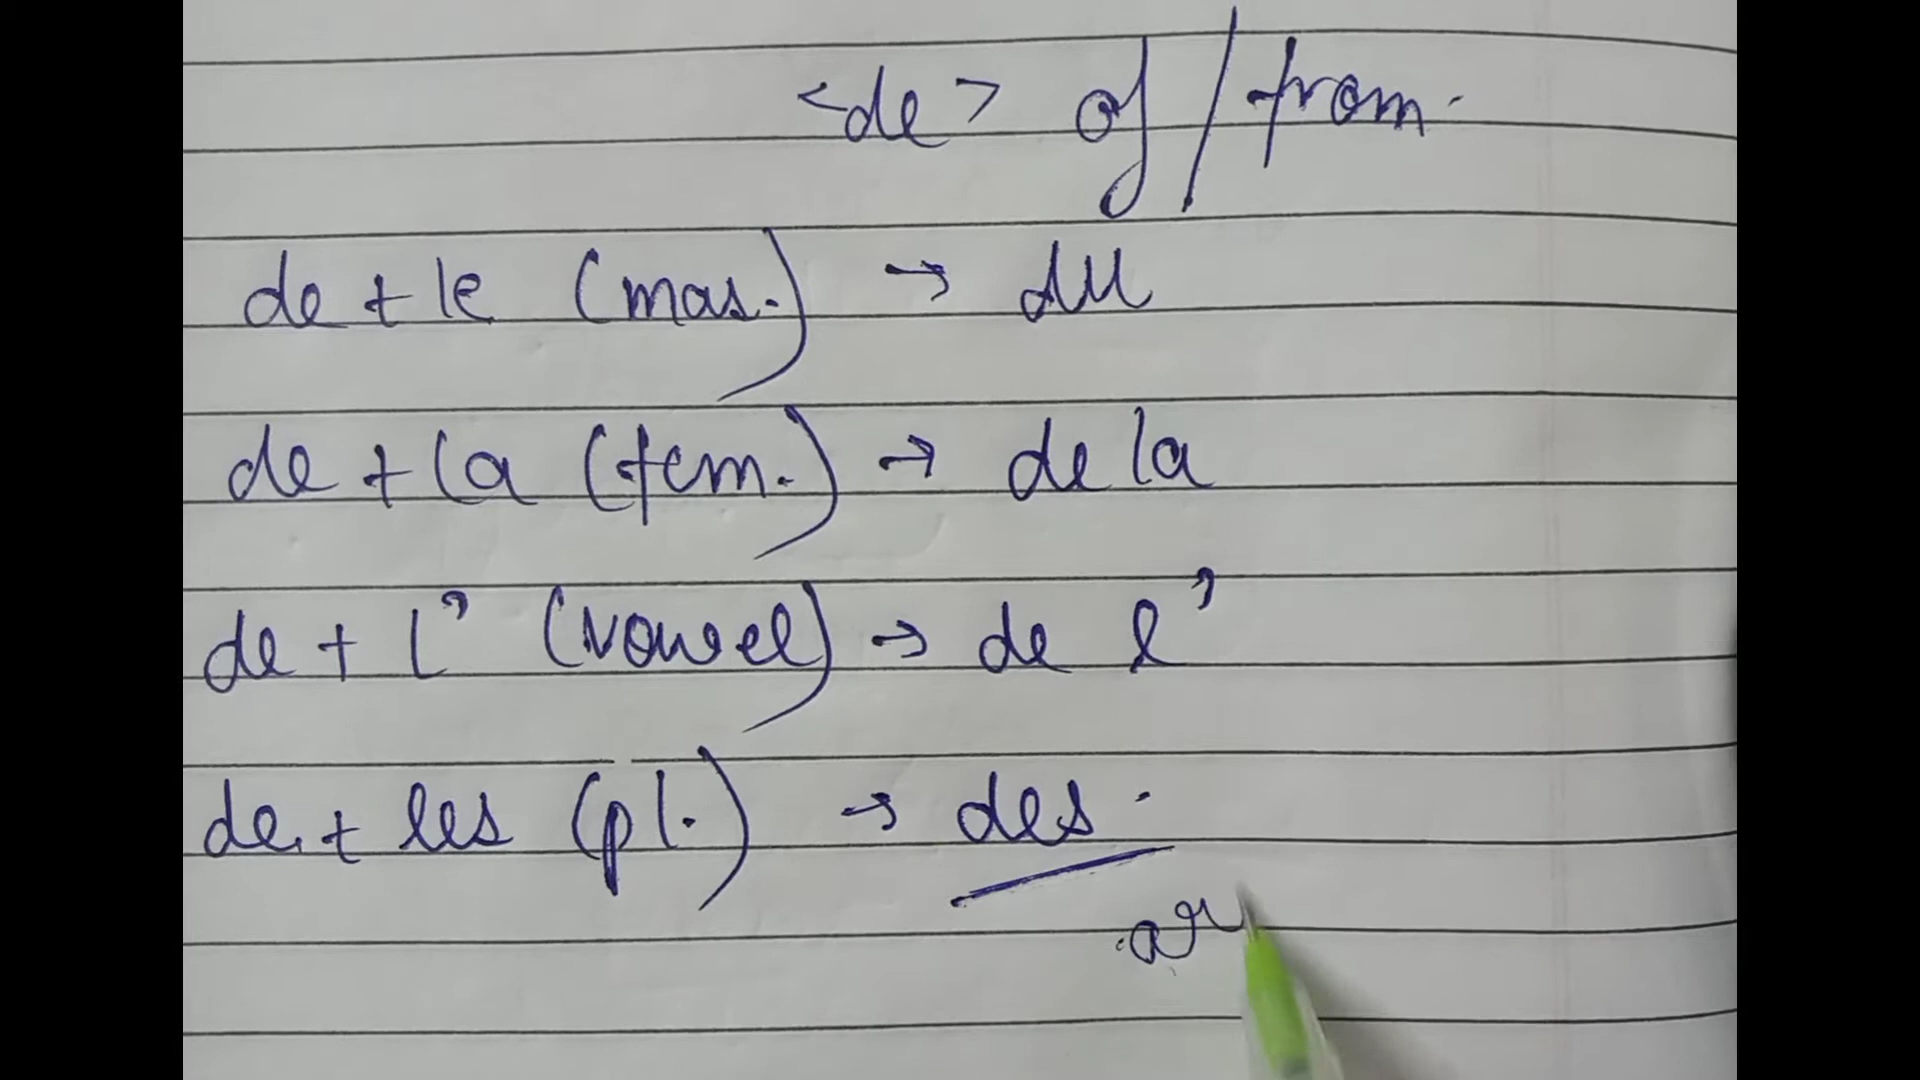 <de> of / from.
de + le (mas.) → du
de + la (fem.) → de la
de + l' (vowel) → de l'
de + les (pl.) → des.